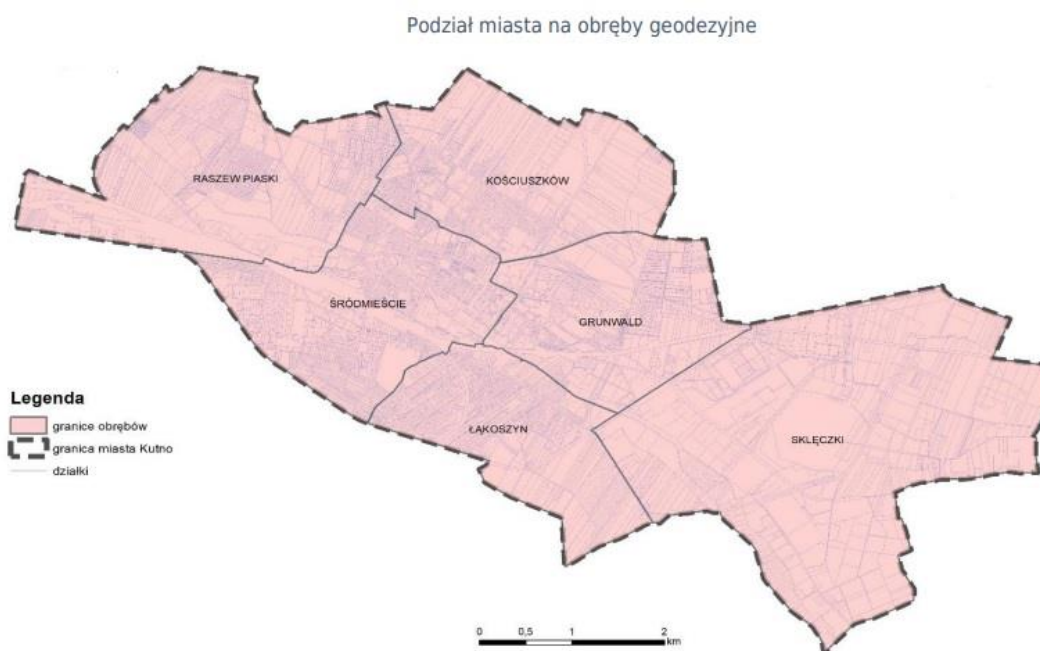 Podział miasta na obręby geodezyjne
RASZEW PIASKI
KOŚCIUSZKÓW
ŚRÓDMIEŚCIE
GRUNWALD
ŁĄKOSZYN
SKLĘCZKI
Legenda
granice obrębów
granica miasta Kutno
działki
0 0,5 1 2
km